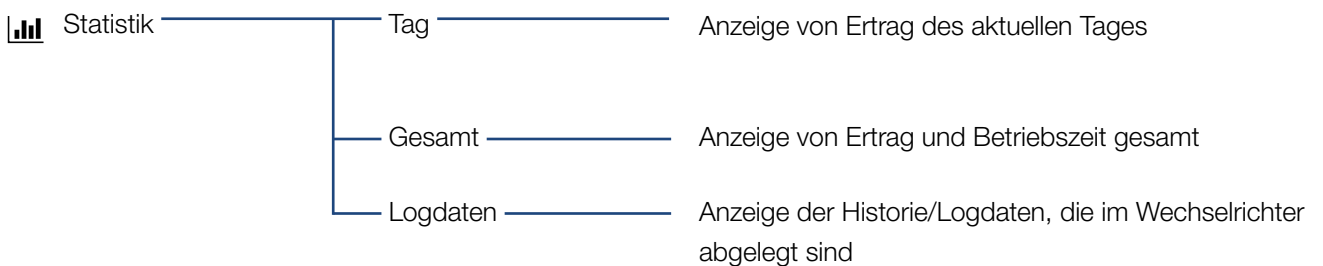 Statistik Tag Anzeige von Ertrag des aktuellen Tages
Gesamt Anzeige von Ertrag und Betriebszeit gesamt
Logdaten Anzeige der Historie/Logdaten, die im Wechselrichter
abgelegt sind